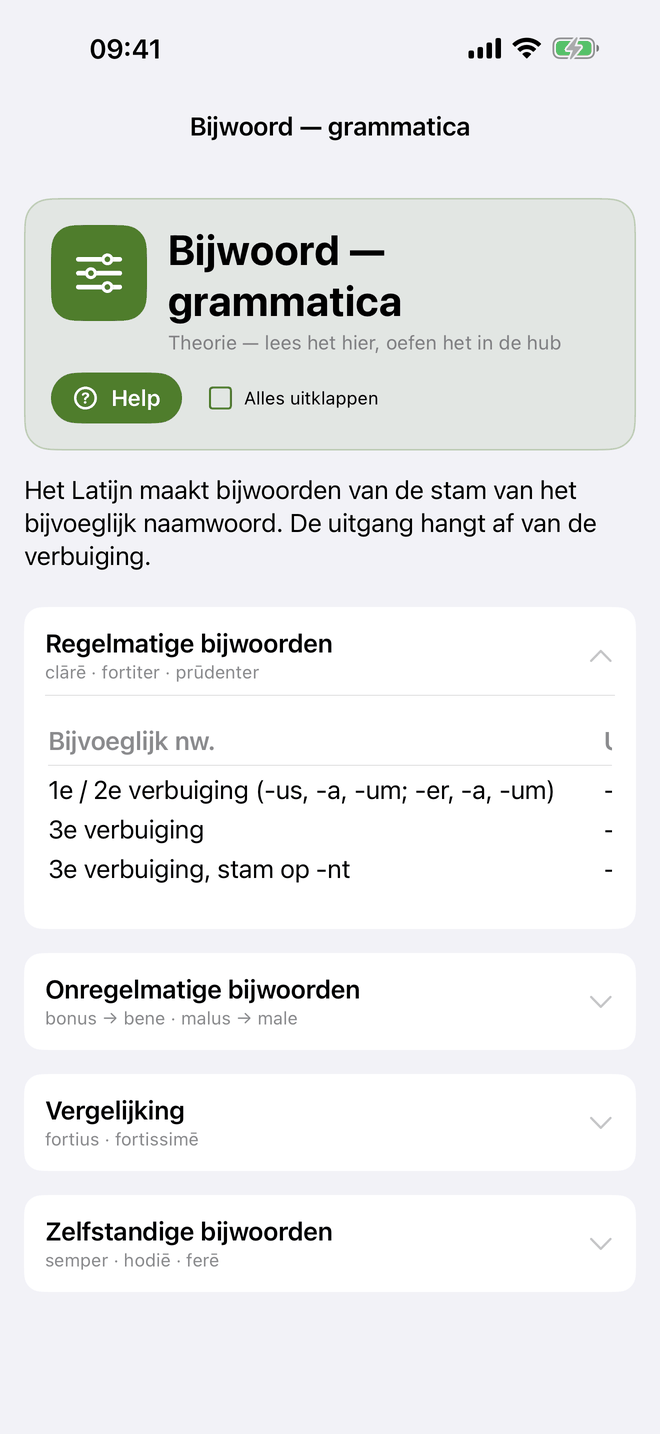 09:41
Bijwoord — grammatica
Bijwoord —
grammatica
Theorie — lees het hier, oefen het in de hub
Help
Alles uitklappen
Het Latijn maakt bijwoorden van de stam van het
bijvoeglijk naamwoord. De uitgang hangt af van de
verbuiging.
Regelmatige bijwoorden
clārē · fortiter · prūdenter
Bijvoeglijk nw.
1e / 2e verbuiging (-us, -a, -um; -er, -a, -um) -
3e verbuiging -
3e verbuiging, stam op -nt -
Onregelmatige bijwoorden
bonus → bene · malus → male
Vergelijking
fortius · fortissimē
Zelfstandige bijwoorden
semper · hodiē · ferē